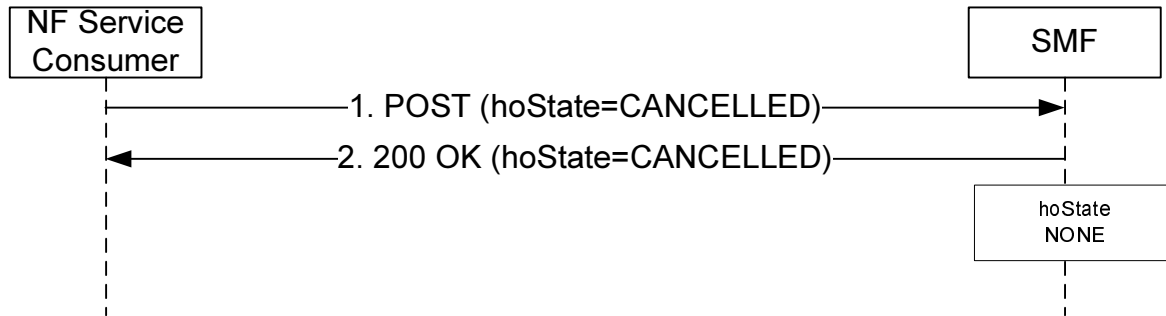 NF Service
Consumer
SMF
1. POST (hoState=CANCELLED)
2. 200 OK (hoState=CANCELLED)
hoState
NONE